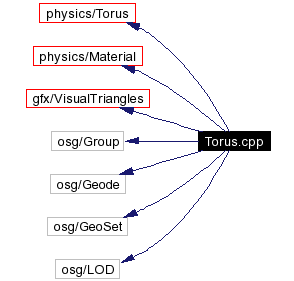 physics/Torus
physics/Material
gfx/VisualTriangles
osg/Group
Torus.cpp
osg/Geode
osg/GeoSet
osg/LOD